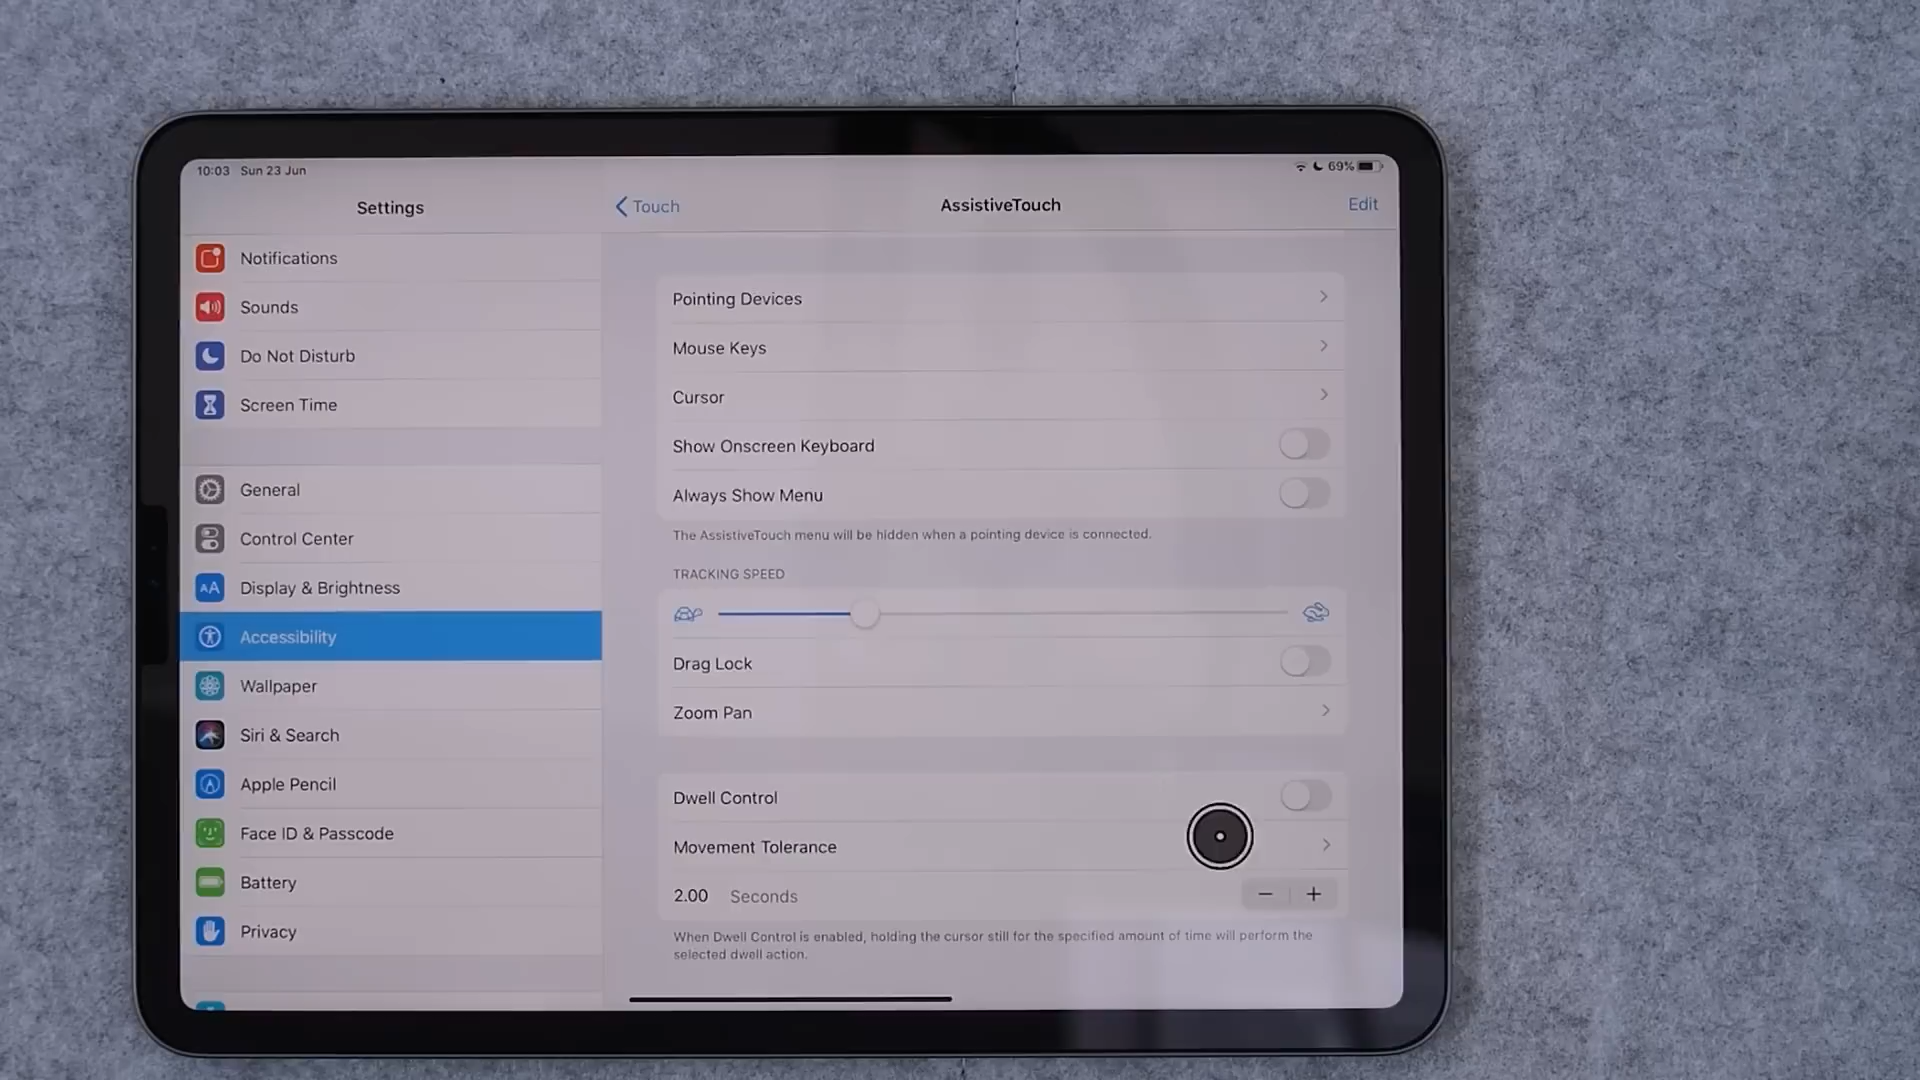 10:03 Sun 23 Jun
69%
Settings
Touch
AssistiveTouch
Edit
Notifications
Sounds
Do Not Disturb
Screen Time
General
Control Center
AA Display & Brightness
Accessibility
Wallpaper
Siri & Search
Apple Pencil
Face ID & Passcode
Battery
Privacy
Pointing Devices
Mouse Keys
Cursor
Show Onscreen Keyboard
Always Show Menu
The AssistiveTouch menu will be hidden when a pointing device is connected.
TRACKING SPEED
Drag Lock
Zoom Pan
Dwell Control
Movement Tolerance
2.00 Seconds − +
When Dwell Control is enabled, holding the cursor still for the specified amount of time will perform the
selected dwell action.